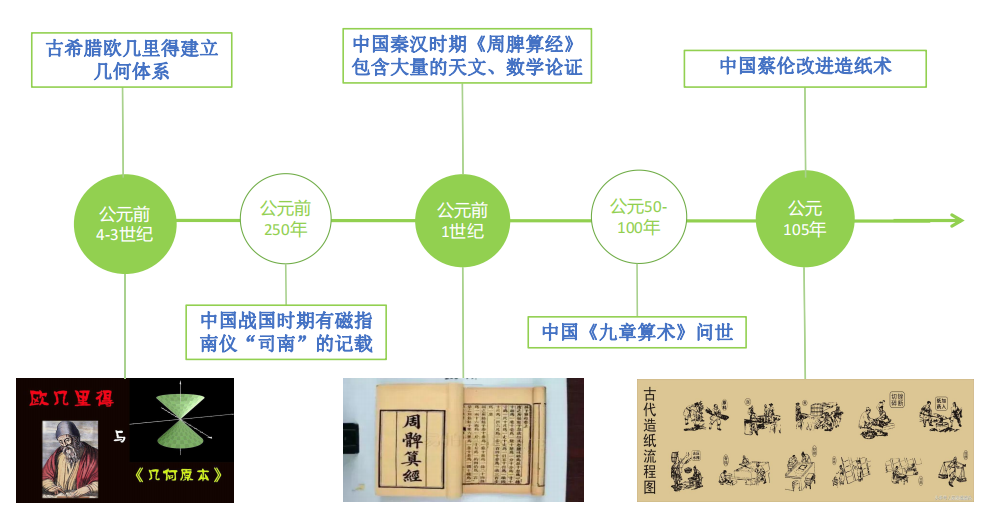 古希腊欧几里得建立
几何体系
中国秦汉时期《周脾算经》
包含大量的天文、数学论证
中国蔡伦改进造纸术
公元前
4-3世纪
公元前
250年
公元前
1世纪
公元50-
100年
公元
105年
中国战国时期有磁指
南仪“司南”的记载
中国《九章算术》问世
欧几里得
与
《几何原本》
周髀算經
古代造纸流程图